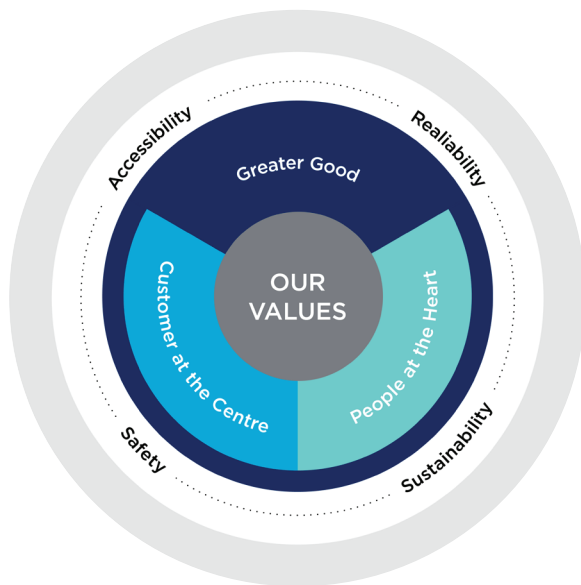 Accessibility
Realiability
Greater Good
OUR
VALUES
Customer at the Centre
People at the Heart
Safety
Sustainability